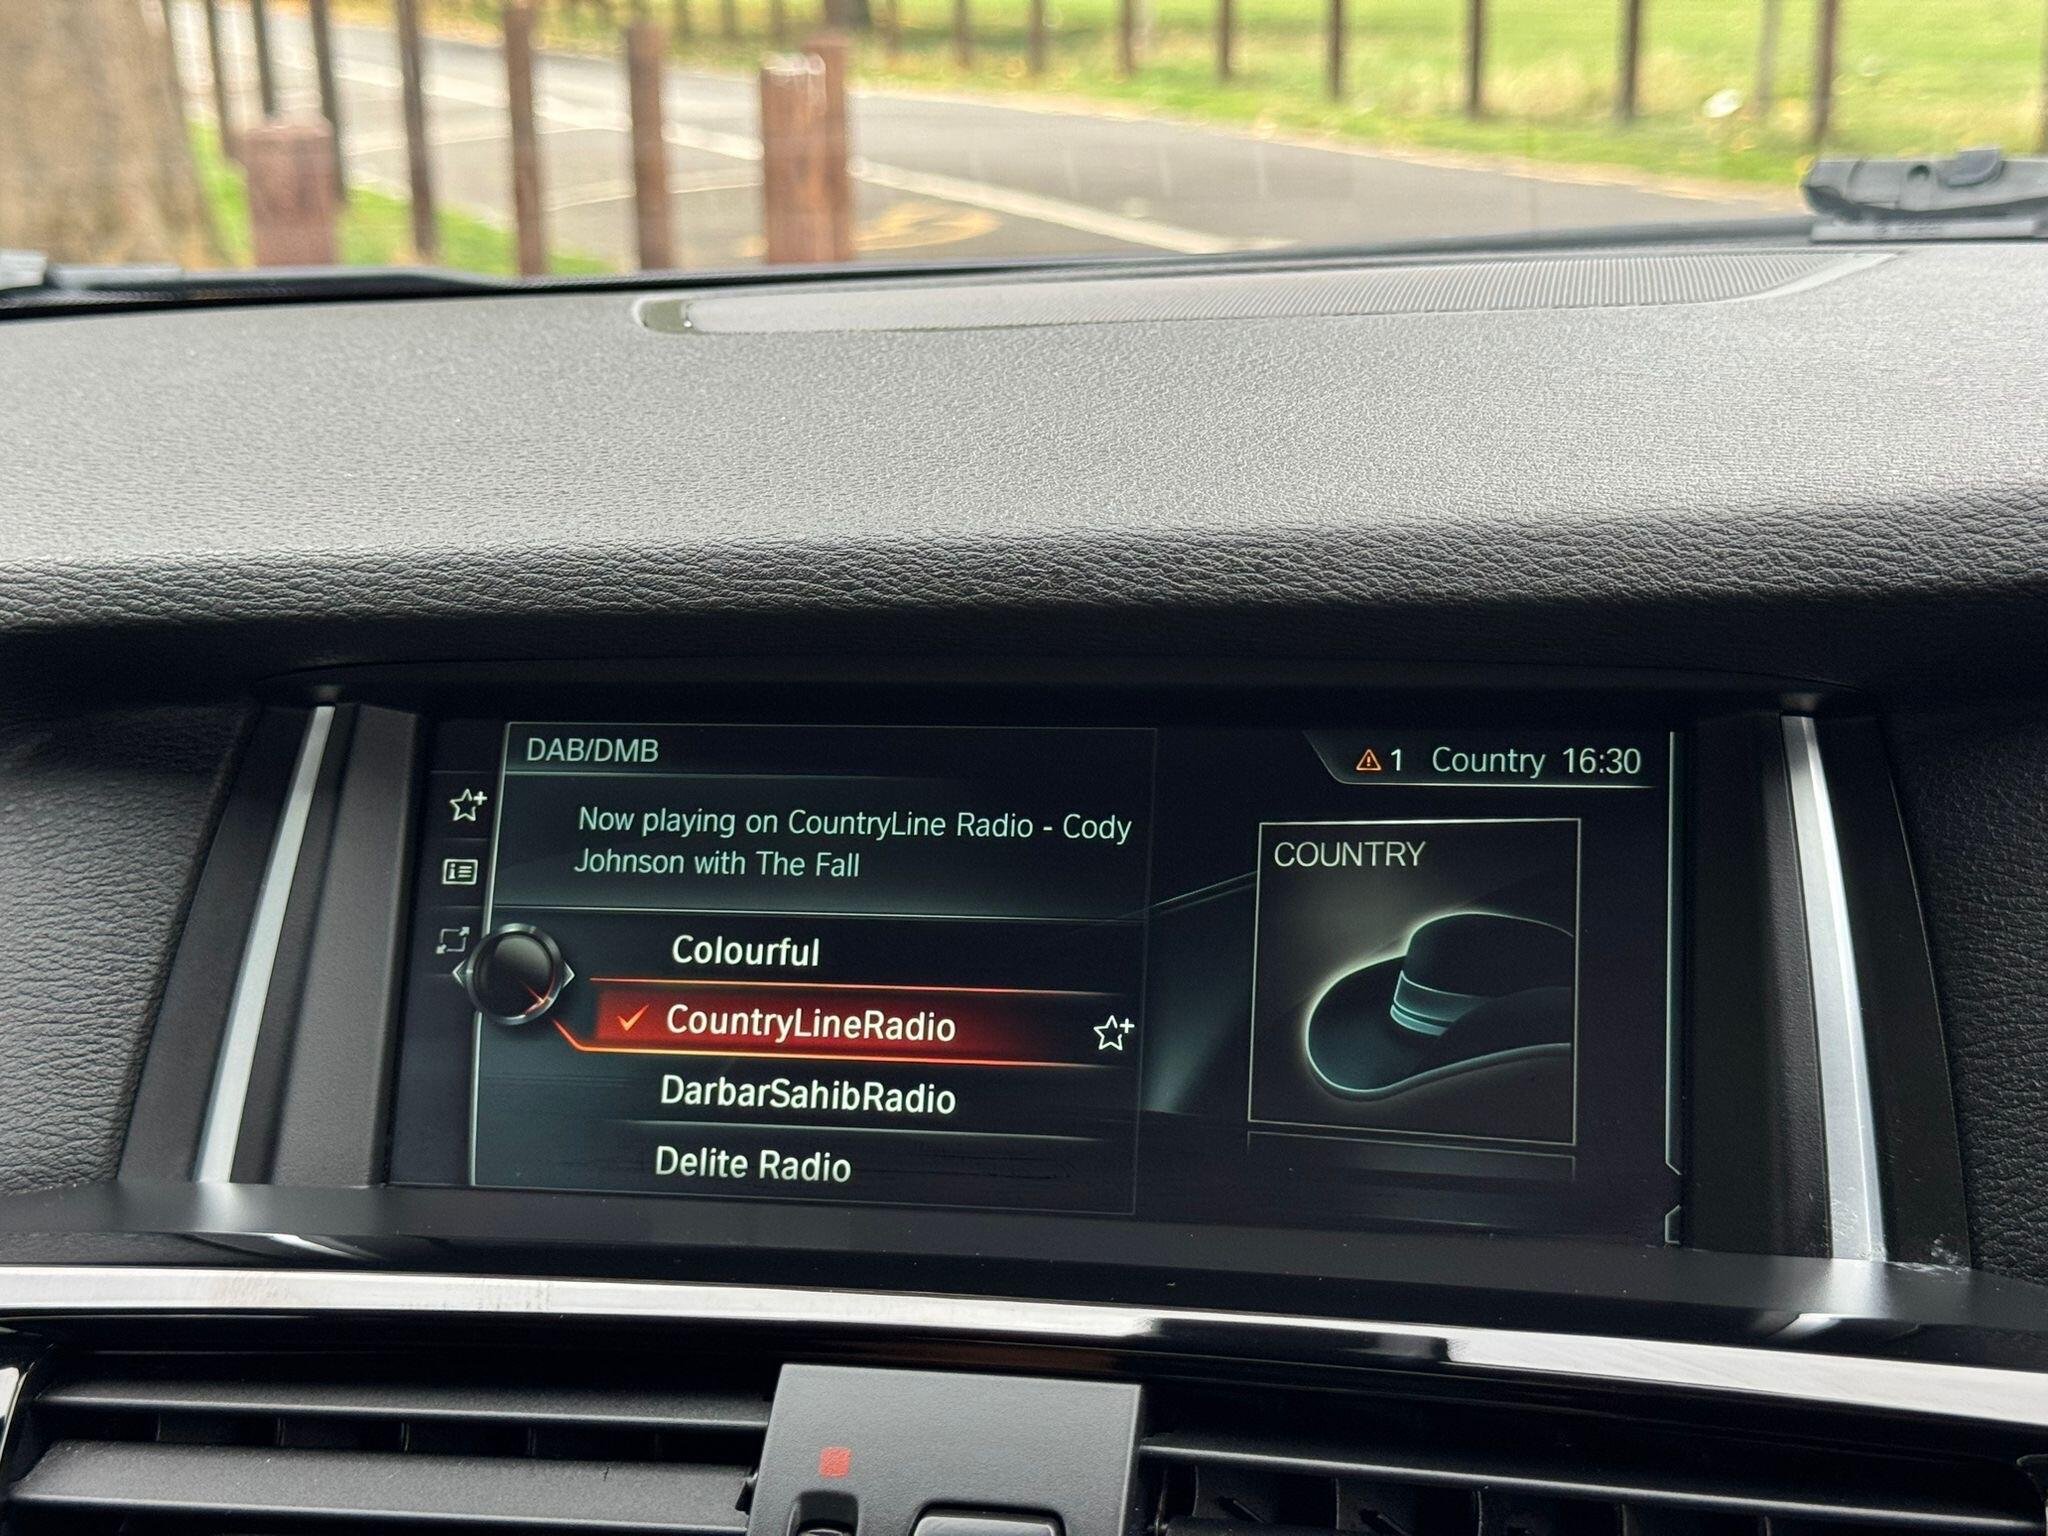 DAB/DMB
1 Country 16:30
Now playing on CountryLine Radio - Cody
Johnson with The Fall
COUNTRY
Colourful
CountryLineRadio
DarbarSahibRadio
Delite Radio